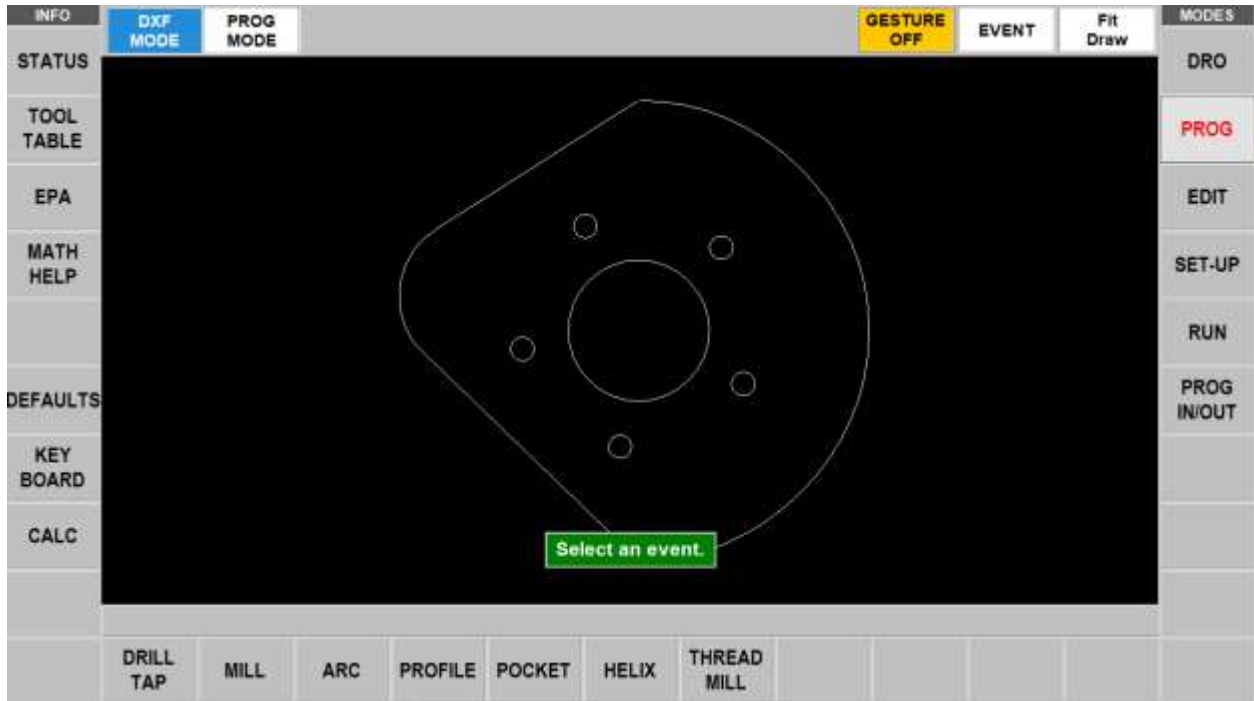 INFO
STATUS
TOOL
TABLE
EPA
MATH
HELP
DEFAULTS
KEY
BOARD
CALC
DXF
MODE
PROG
MODE
GESTURE
OFF
EVENT
Fit
Draw
Select an event.
DRILL
TAP
MILL
ARC
PROFILE
POCKET
HELIX
THREAD
MILL
MODES
DRO
PROG
EDIT
SET-UP
RUN
PROG
IN/OUT